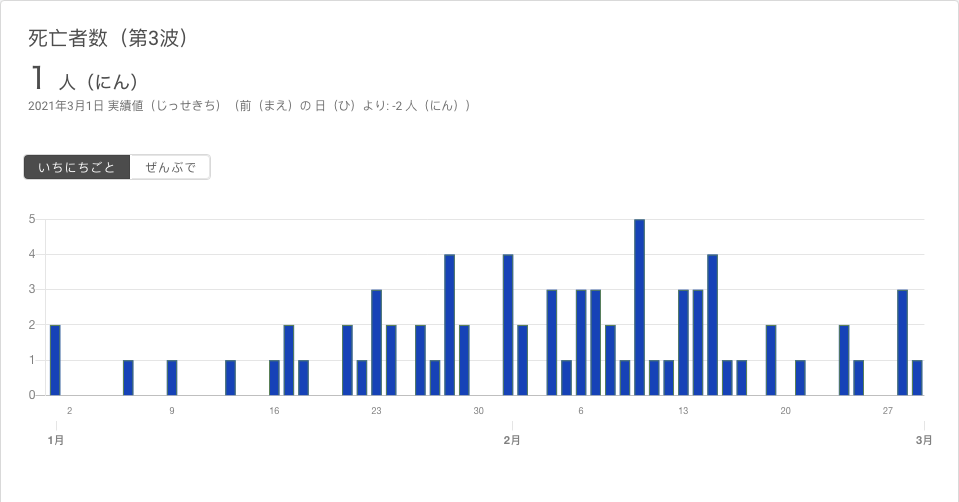 死亡者数（第3波）
1 人（にん）
2021年3月1日 実績値（じっせきち）（前（まえ）の 日（ひ）より: -2 人（にん））
いちにちごと ぜんぶで
5
4
3
2
1
0
2 9 16 23 30 6 13 20 27
1月 2月 3月